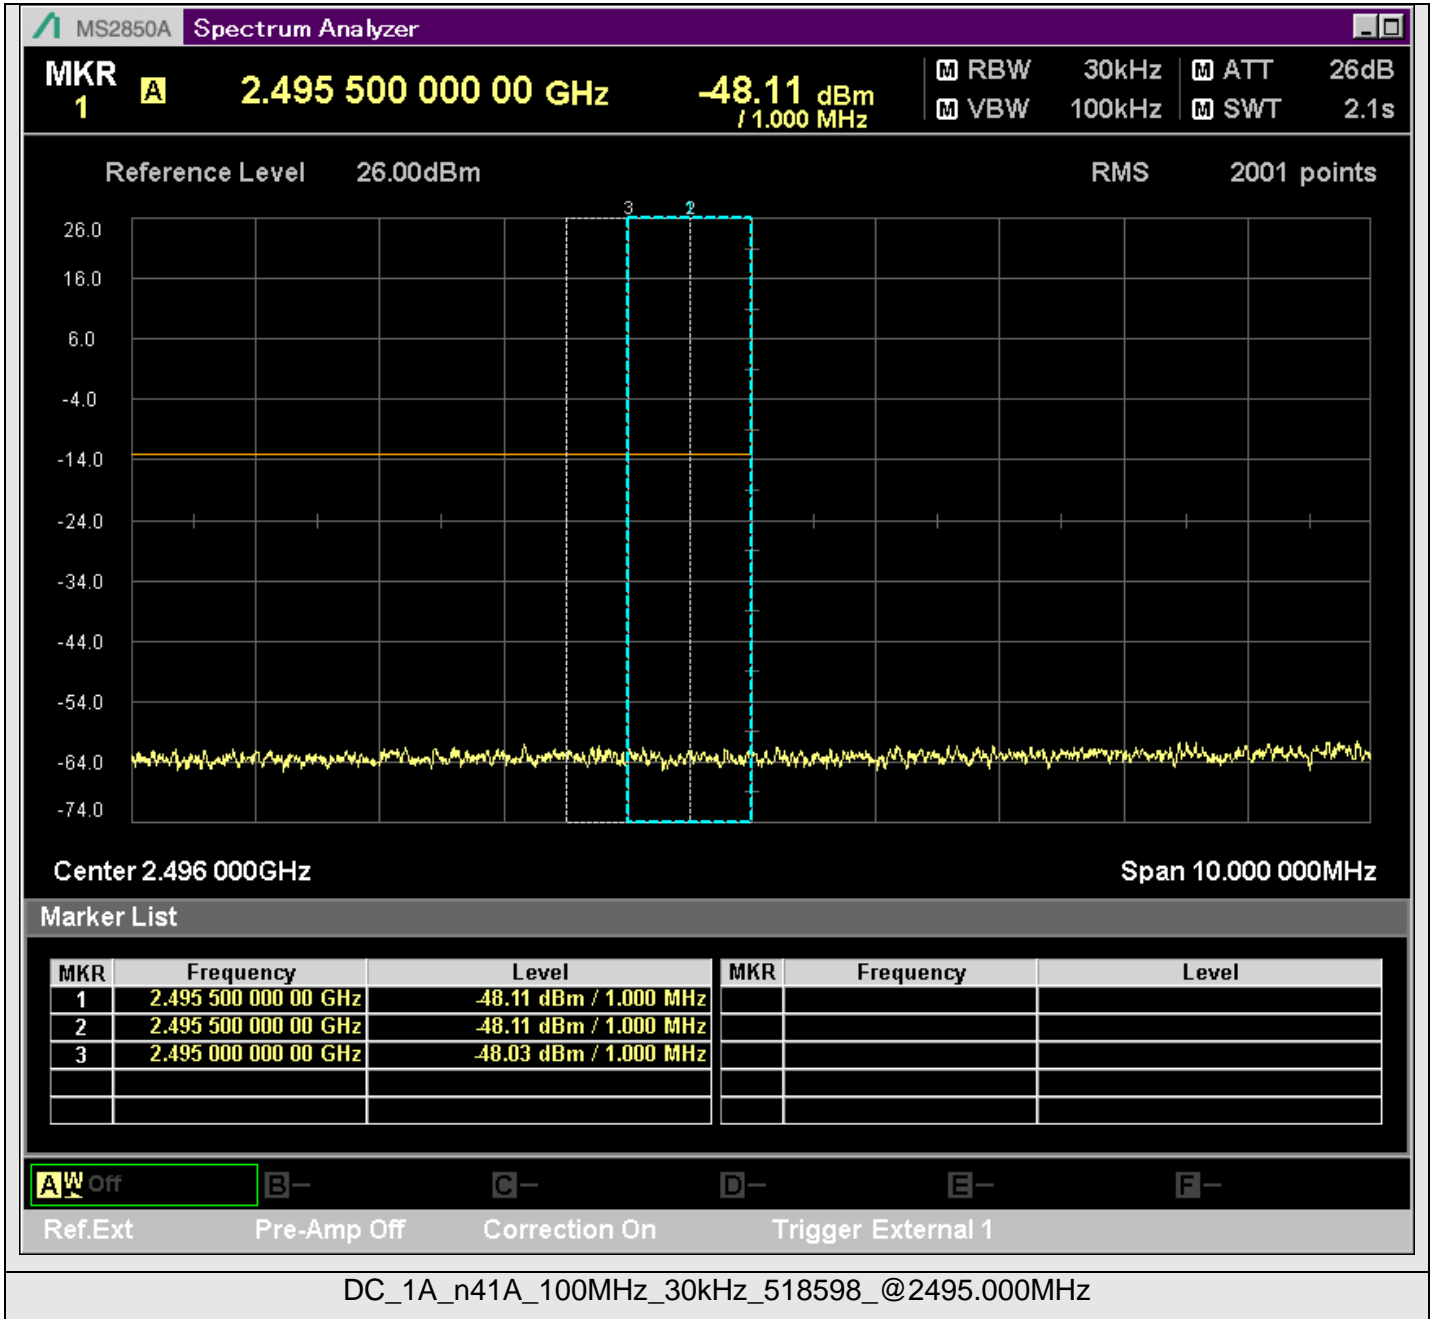 MS2850A Spectrum Analyzer
MKR 1 A 2.495 500 000 00 GHz -48.11 dBm / 1.000 MHz
M RBW 30kHz M ATT 26dB
M VBW 100kHz M SWT 2.1s
Reference Level 26.00dBm RMS 2001 points
3 2
26.0
16.0
6.0
-4.0
-14.0
-24.0
-34.0
-44.0
-54.0
-64.0
-74.0
Center 2.496 000GHz Span 10.000 000MHz
Marker List
MKR Frequency Level MKR Frequency Level
1 2.495 500 000 00 GHz -48.11 dBm / 1.000 MHz
2 2.495 500 000 00 GHz -48.11 dBm / 1.000 MHz
3 2.495 000 000 00 GHz -48.03 dBm / 1.000 MHz
A W Off B- C- D- E- F-
Ref.Ext Pre-Amp Off Correction On Trigger External 1
DC_1A_n41A_100MHz_30kHz_518598_@2495.000MHz